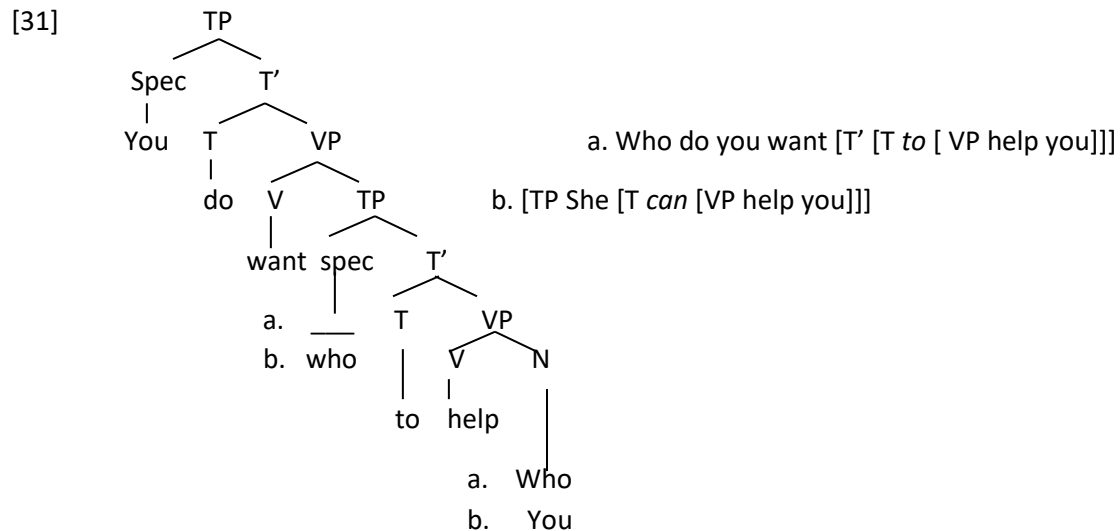 [31] TP
Spec T’
You T VP a. Who do you want [T’ [T to [ VP help you]]]
do V TP b. [TP She [T can [VP help you]]]
want spec T’
a. ___ T VP
b. who V N
to help
a. Who
b. You